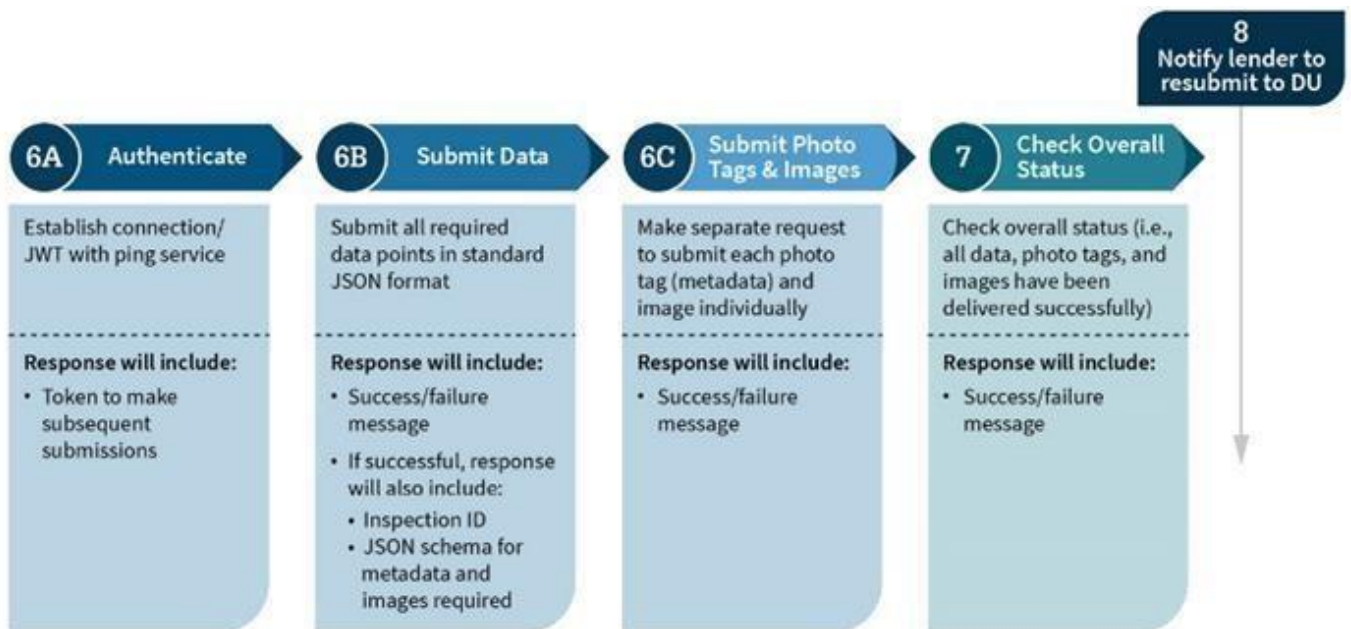 8
Notify lender to
resubmit to DU
6A
Authenticate
Establish connection/
JWT with ping service
Response will include:
• Token to make
subsequent
submissions
6B
Submit Data
Submit all required
data points in standard
JSON format
Response will include:
• Success/failure
message
• If successful, response
will also include:
• Inspection ID
• JSON schema for
metadata and
images required
6C
Submit Photo
Tags & Images
Make separate request
to submit each photo
tag (metadata) and
image individually
Response will include:
• Success/failure
message
7
Check Overall
Status
Check overall status (i.e.,
all data, photo tags, and
images have been
delivered successfully)
Response will include:
• Success/failure
message